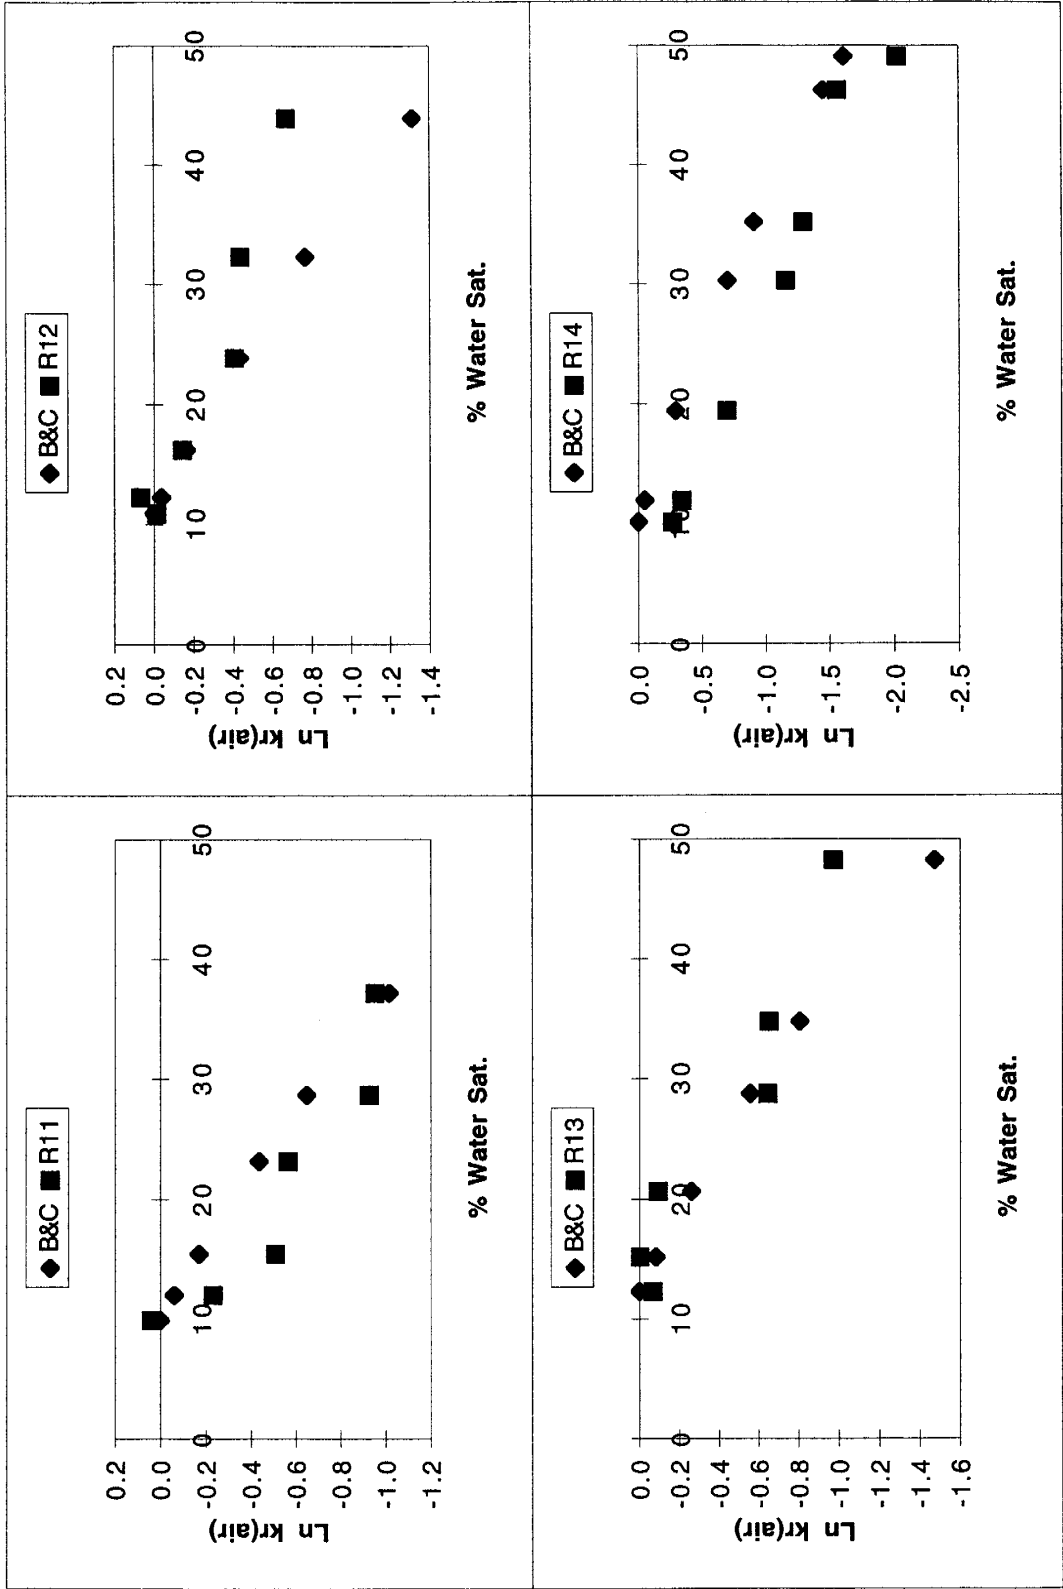 B&C R11
0.2
0.0
-0.2
-0.4
-0.6
-0.8
-1.0
-1.2
0 10 20 30 40 50
Ln kr(air)
% Water Sat.
B&C R12
0.2
0.0
-0.2
-0.4
-0.6
-0.8
-1.0
-1.2
-1.4
0 10 20 30 40 50
Ln kr(air)
% Water Sat.
B&C R13
0.0
-0.2
-0.4
-0.6
-0.8
-1.0
-1.2
-1.4
-1.6
0 10 20 30 40 50
Ln kr(air)
% Water Sat.
B&C R14
0.0
-0.5
-1.0
-1.5
-2.0
-2.5
0 10 20 30 40 50
Ln kr(air)
% Water Sat.